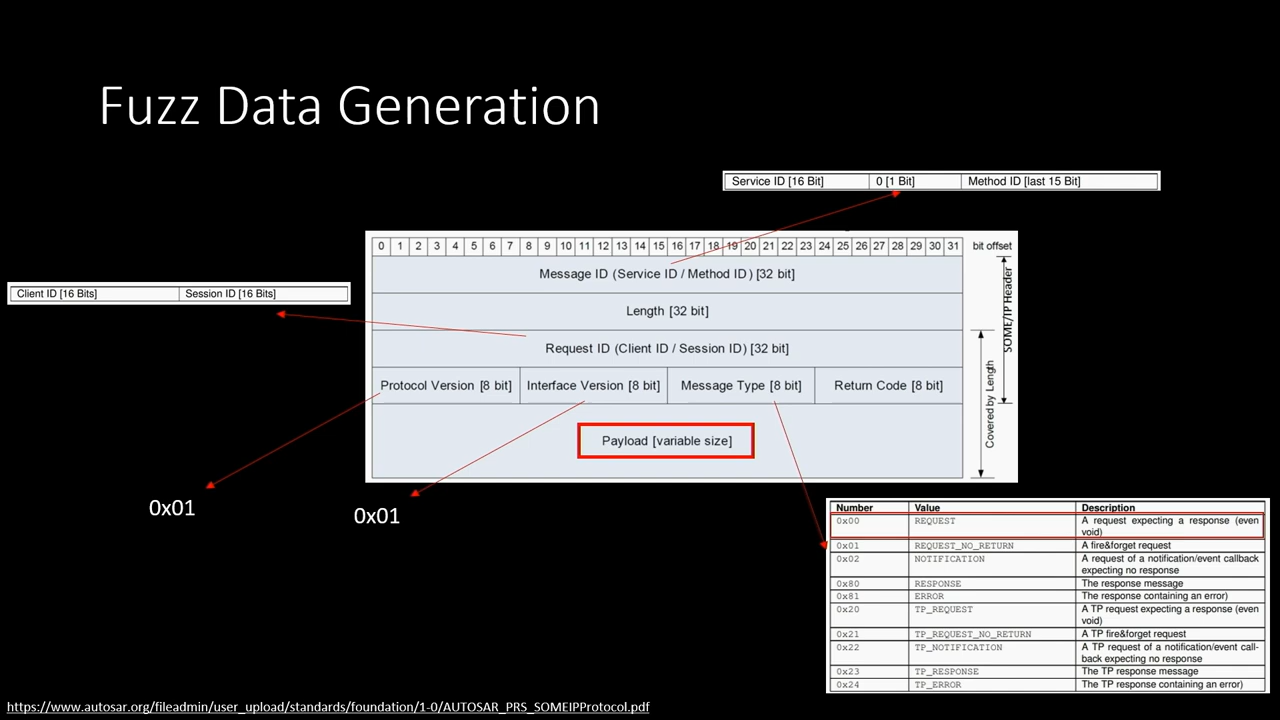 Fuzz Data Generation
Service ID [16 Bit] 0 [1 Bit] Method ID [last 15 Bit]
0 1 2 3 4 5 6 7 8 9 10 11 12 13 14 15 16 17 18 19 20 21 22 23 24 25 26 27 28 29 30 31 bit offset
Message ID (Service ID / Method ID) [32 bit]
Length [32 bit]
Request ID (Client ID / Session ID) [32 bit]
Protocol Version [8 bit] Interface Version [8 bit] Message Type [8 bit] Return Code [8 bit]
Payload [variable size]
SOME/IP Header
Covered by Length
Client ID [16 Bits] Session ID [16 Bits]
0x01
0x01
Number Value Description
0x00 REQUEST A request expecting a response (even
void)
0x01 REQUEST_NO_RETURN A fire&forget request
0x02 NOTIFICATION A request of a notification/event callback
expecting no response
0x80 RESPONSE The response message
0x81 ERROR The response containing an error)
0x20 TP_REQUEST A TP request expecting a response (even
void)
0x21 TP_REQUEST_NO_RETURN A TP fire&forget request
0x22 TP_NOTIFICATION A TP request of a notification/event call-
back expecting no response
0x23 TP_RESPONSE The TP response message
0x24 TP_ERROR The TP response containing an error)
https://www.autosar.org/fileadmin/user_upload/standards/foundation/1-0/AUTOSAR_PRS_SOMEIPProtocol.pdf